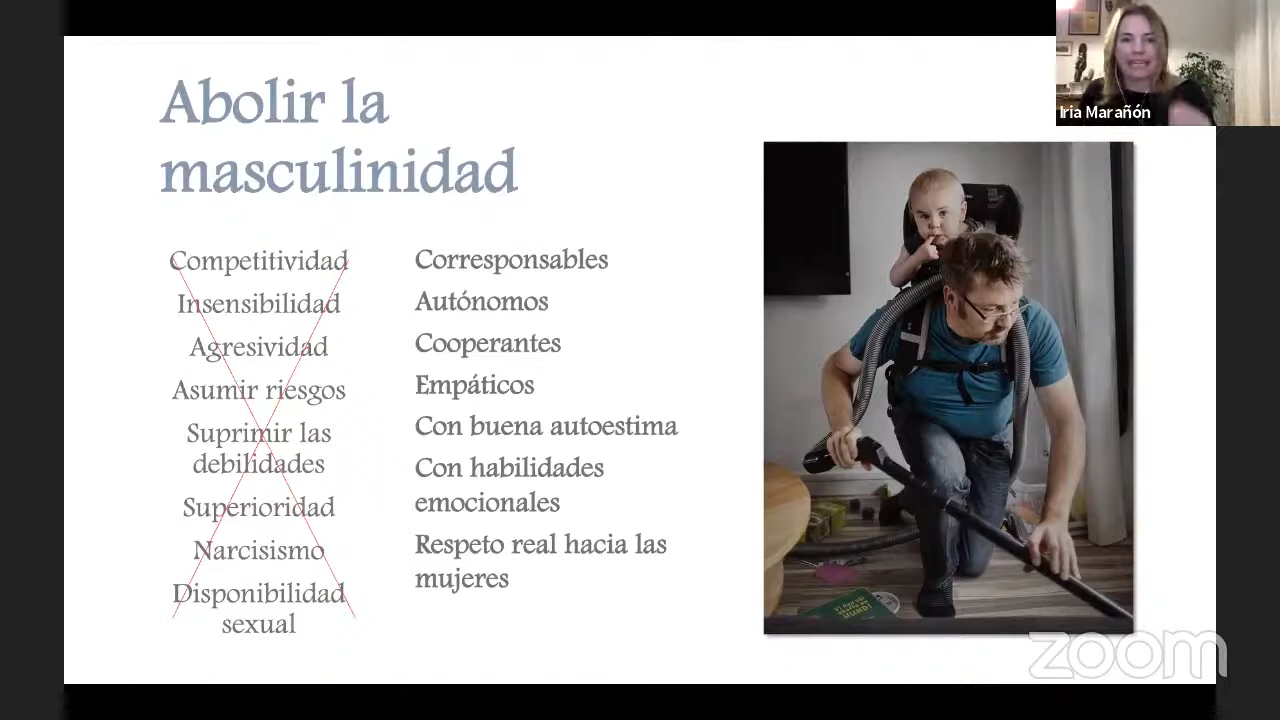 Abolir la
masculinidad
Competitividad
Insensibilidad
Agresividad
Asumir riesgos
Suprimir las
debilidades
Superioridad
Narcisismo
Disponibilidad
sexual
Corresponsables
Autónomos
Cooperantes
Empáticos
Con buena autoestima
Con habilidades
emocionales
Respeto real hacia las
mujeres
Iria Marañón
zoom